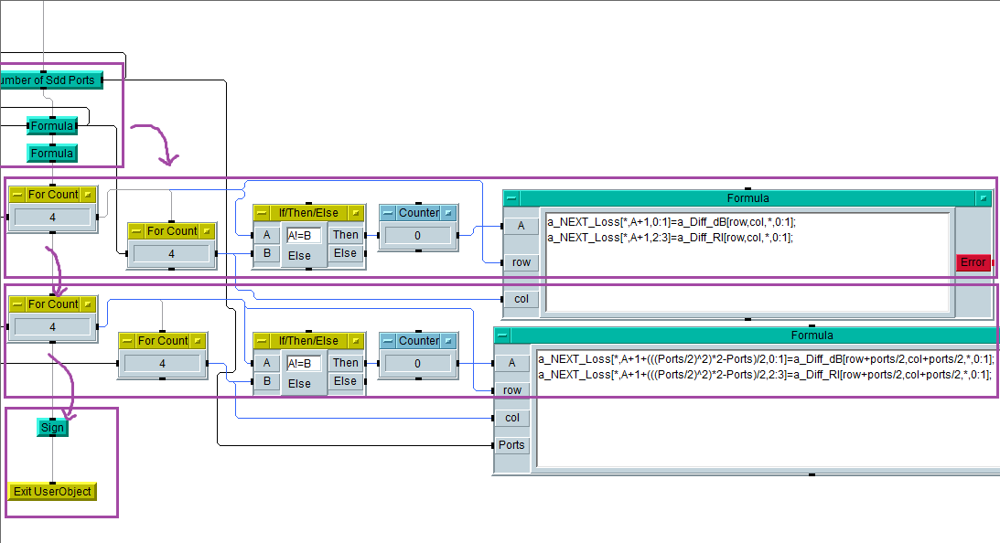 umber of Sdd Ports
Formula
Formula
For Count
4
For Count
4
If/Then/Else
A
B
A!=B
Else
Then
Else
Counter
0
Formula
A
row
col
a_NEXT_Loss[*,A+1,0:1]=a_Diff_dB[row,col,*,0:1];
a_NEXT_Loss[*,A+1,2:3]=a_Diff_RI[row,col,*,0:1];
Error
For Count
4
For Count
4
If/Then/Else
A
B
A!=B
Else
Then
Else
Counter
0
Formula
A
row
col
Ports
a_NEXT_Loss[*,A+1+(((Ports/2)^2)*2-Ports)/2,0:1]=a_Diff_dB[row+ports/2,col+ports/2,*,0:1];
a_NEXT_Loss[*,A+1+(((Ports/2)^2)*2-Ports)/2,2:3]=a_Diff_RI[row+ports/2,col+ports/2,*,0:1];
Sign
Exit UserObject